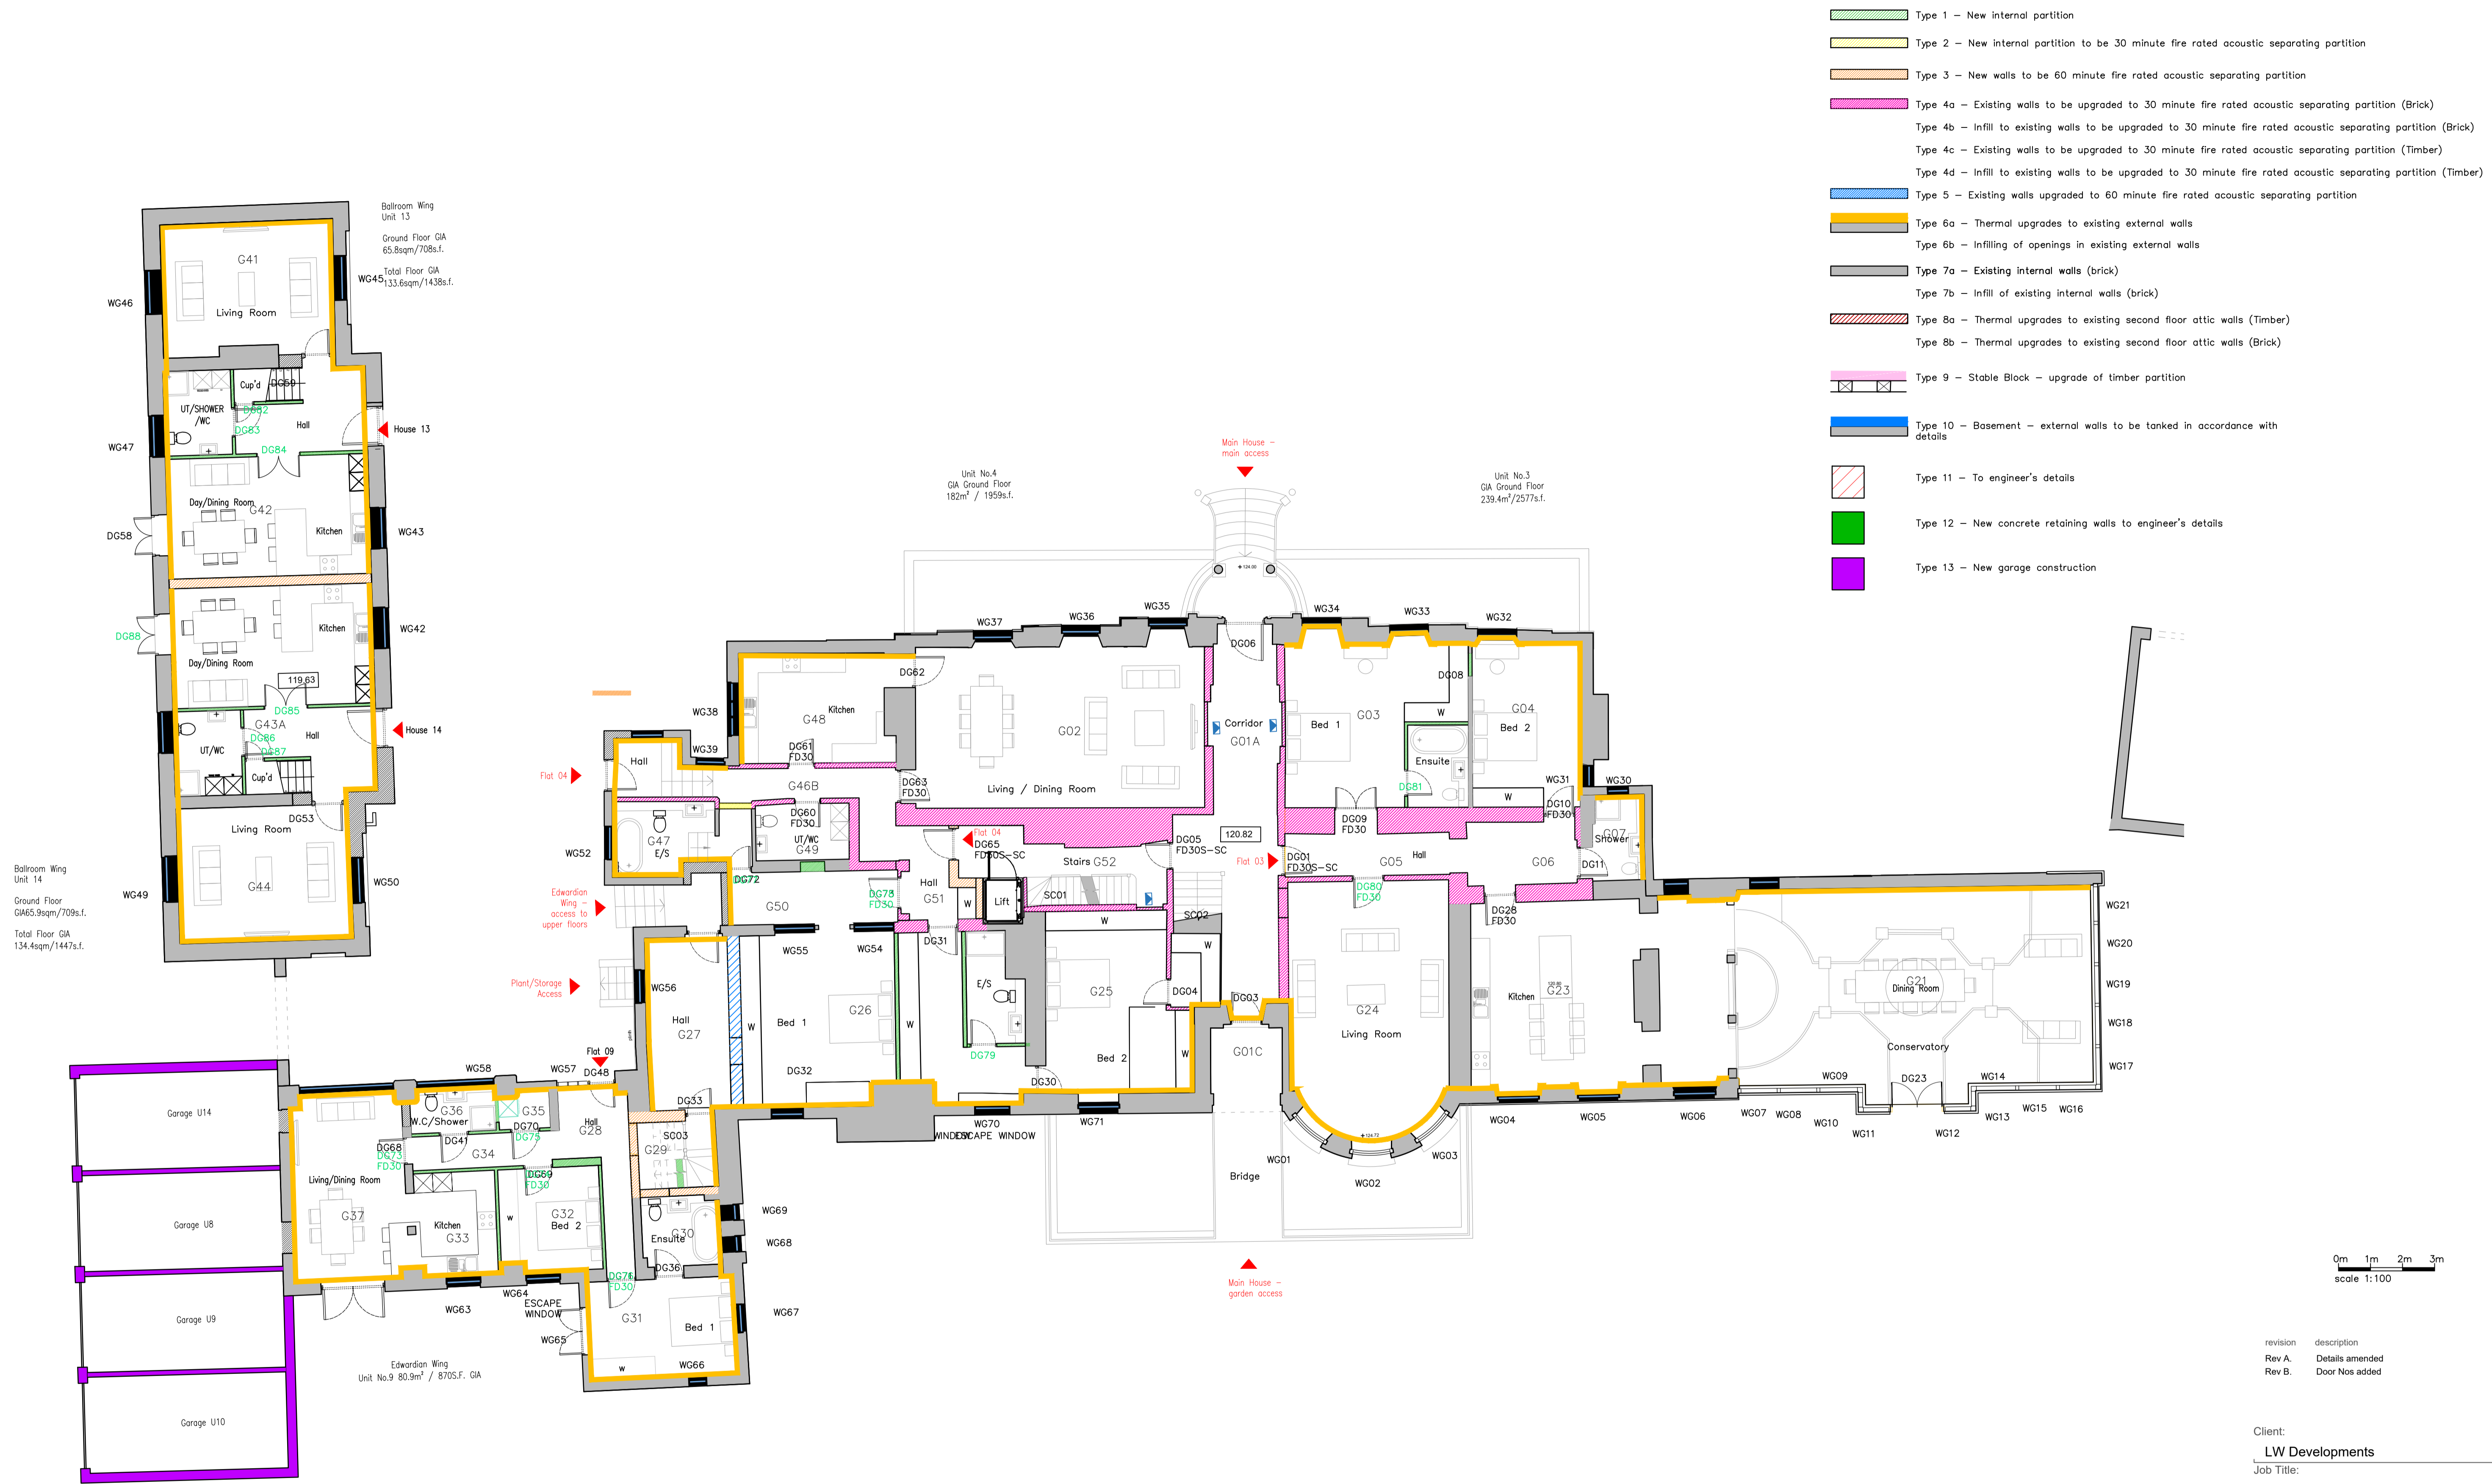 Type 1 – New internal partition
Type 2 – New internal partition to be 30 minute fire rated acoustic separating partition
Type 3 – New walls to be 60 minute fire rated acoustic separating partition
Type 4a – Existing walls to be upgraded to 30 minute fire rated acoustic separating partition (Brick)
Type 4b – Infill to existing walls to be upgraded to 30 minute fire rated acoustic separating partition (Brick)
Type 4c – Existing walls to be upgraded to 30 minute fire rated acoustic separating partition (Timber)
Type 4d – Infill to existing walls to be upgraded to 30 minute fire rated acoustic separating partition (Timber)
Type 5 – Existing walls upgraded to 60 minute fire rated acoustic separating partition
Type 6a – Thermal upgrades to existing external walls
Type 6b – Infilling of openings in existing external walls
Type 7a – Existing internal walls (brick)
Type 7b – Infill of existing internal walls (brick)
Type 8a – Thermal upgrades to existing second floor attic walls (Timber)
Type 8b – Thermal upgrades to existing second floor attic walls (Brick)
Type 9 – Stable Block – upgrade of timber partition
Type 10 – Basement – external walls to be tanked in accordance with
details
Type 11 – To engineer's details
Type 12 – New concrete retaining walls to engineer's details
Type 13 – New garage construction
Ballroom Wing
Unit 13
Ground Floor GIA
65.8sqm/708s.f.
Total Floor GIA
133.6sqm/1438s.f.
G41
Living Room
WG45
WG46
Cup'd
DG59
DG82
UT/SHOWER
/WC
DG83
Hall
House 13
WG47
DG84
Day/Dining Room
G42
Kitchen
DG58
WG43
DG88
Kitchen
WG42
Day/Dining Room
119.63
DG85
G43A
DG86
Hall
House 14
UT/WC
DG87
Cup'd
DG53
Living Room
G44
WG49
WG50
Ballroom Wing
Unit 14
Ground Floor
GIA65.9sqm/709s.f.
Total Floor GIA
134.4sqm/1447s.f.
Main House –
main access
Unit No.4
GIA Ground Floor
182m² / 1959s.f.
Unit No.3
GIA Ground Floor
239.4m²/2577s.f.
124.00
WG37
WG36
WG35
WG34
WG33
WG32
DG06
DG62
DG08
WG38
G48
Kitchen
G02
Corridor
G01A
G03
Bed 1
W
G04
Bed 2
WG39
DG61
FD30
Hall
Flat 04
Ensuite
G46B
DG63
FD30
Living / Dining Room
DG81
W
WG31
WG30
DG10
FD30
DG60
FD30
UT/WC
G49
G47
E/S
WG52
Flat 04
DG65
FD30S-SC
DG05
FD30S-SC
120.82
DG09
FD30
G07
Shower
Stairs G52
Flat 03
DG01
FD30S-SC
G05
Hall
G06
DG11
DG72
DG78
FD30
Hall
G51
W
Lift
SC01
DG80
FD30
Edwardian
Wing –
access to
upper floors
G50
SC02
W
DG28
FD30
WG21
WG55
WG54
DG31
W
WG20
E/S
Plant/Storage
Access
WG56
DG04
DG03
G25
G26
Bed 1
W
W
G24
Living Room
Kitchen
120.80
G23
G21
Dining Room
WG19
Hall
G27
WG18
DG79
Bed 2
W
G01C
Conservatory
WG17
Flat 09
DG48
WG57
WG58
DG32
DG30
WG09
DG23
WG14
DG33
WG70
WINDOW
ESCAPE WINDOW
WG71
WG04
WG05
WG06
WG07
WG08
WG10
WG11
WG12
WG13
WG15
WG16
Garage U14
G36
W.C/Shower
G35
DG70
DG75
Hall
G28
SC03
G29
DG41
DG68
DG73
FD30
G34
DG69
FD30
124.72
WG01
WG02
WG03
Bridge
Living/Dining Room
G37
Garage U8
Kitchen
G33
W
G32
Bed 2
Ensuite
G30
WG69
WG68
DG36
DG71
FD30
Main House –
garden access
Garage U9
WG63
WG64
ESCAPE
WINDOW
WG65
G31
Bed 1
WG67
WG66
W
Edwardian Wing
Unit No.9 80.9m² / 870S.F. GIA
Garage U10
0m 1m 2m 3m
scale 1:100
revision description
Rev A. Details amended
Rev B. Door Nos added
Client:
LW Developments
Job Title: